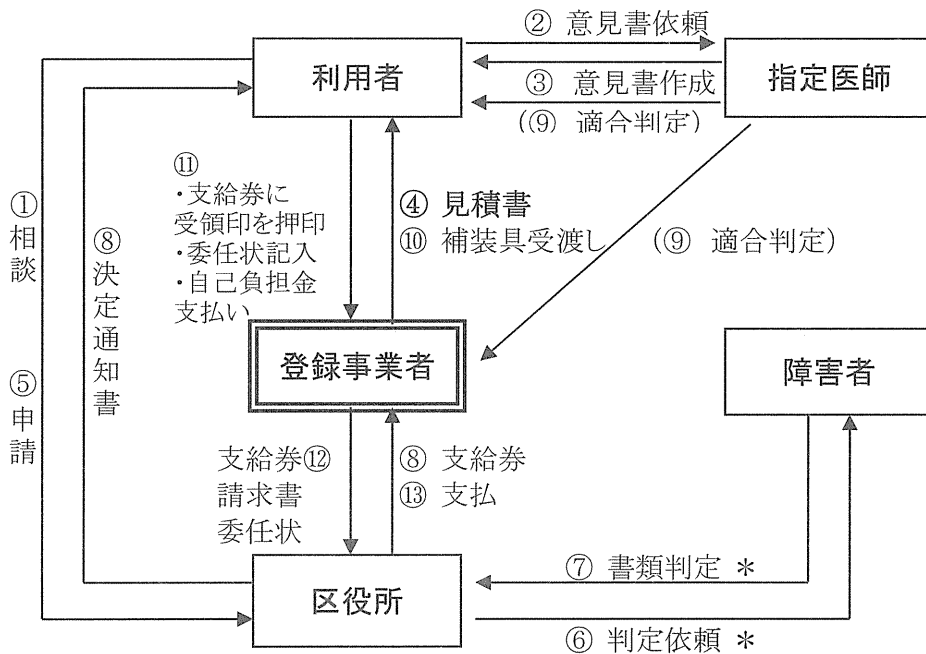 ② 意見書依頼
利用者
指定医師
③ 意見書作成
(⑨ 適合判定)
⑪
・支給券に
受領印を押印
・委任状記入
・自己負担金
支払い
④ 見積書
⑩ 補装具受渡し
(⑨ 適合判定)
①相談
⑧決定通知書
⑤申請
登録事業者
障害者
支給券⑫
請求書
委任状
⑧ 支給券
⑬ 支払
⑦ 書類判定 *
区役所
⑥ 判定依頼 *